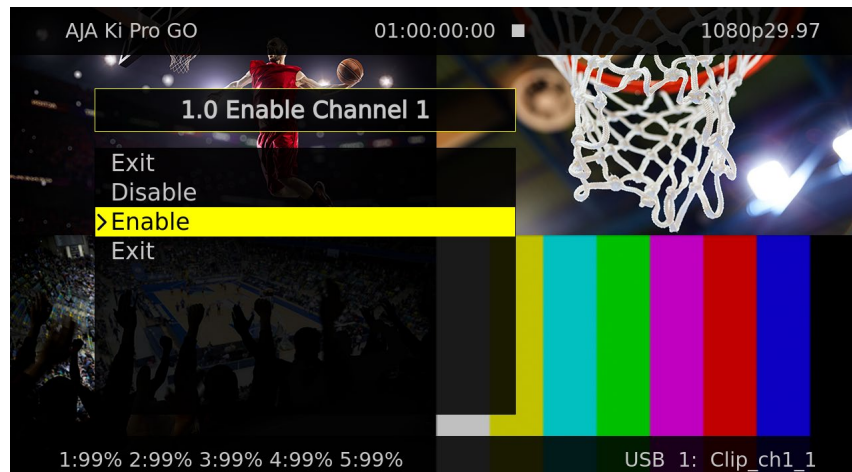 AJA Ki Pro GO 01:00:00:00 1080p29.97
1.0 Enable Channel 1
Exit
Disable
>Enable
Exit
1:99% 2:99% 3:99% 4:99% 5:99% USB 1: Clip_ch1_1